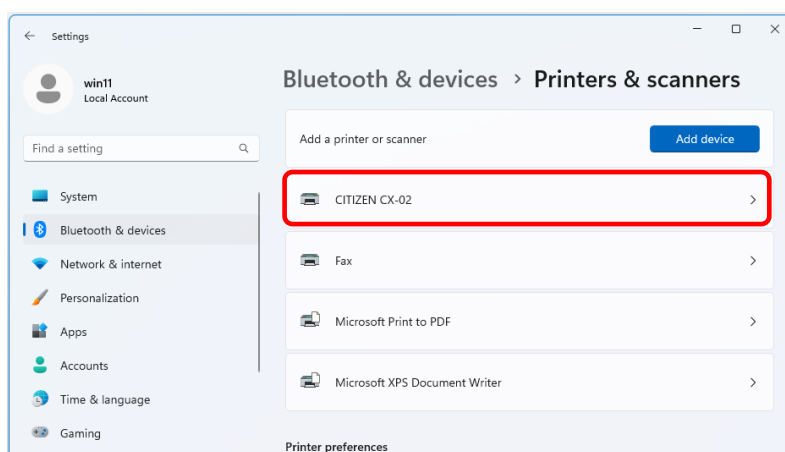 Settings
win11
Local Account
Find a setting
System
Bluetooth & devices
Network & internet
Personalization
Apps
Accounts
Time & language
Gaming
Bluetooth & devices > Printers & scanners
Add a printer or scanner
Add device
CITIZEN CX-02
Fax
Microsoft Print to PDF
Microsoft XPS Document Writer
Printer preferences